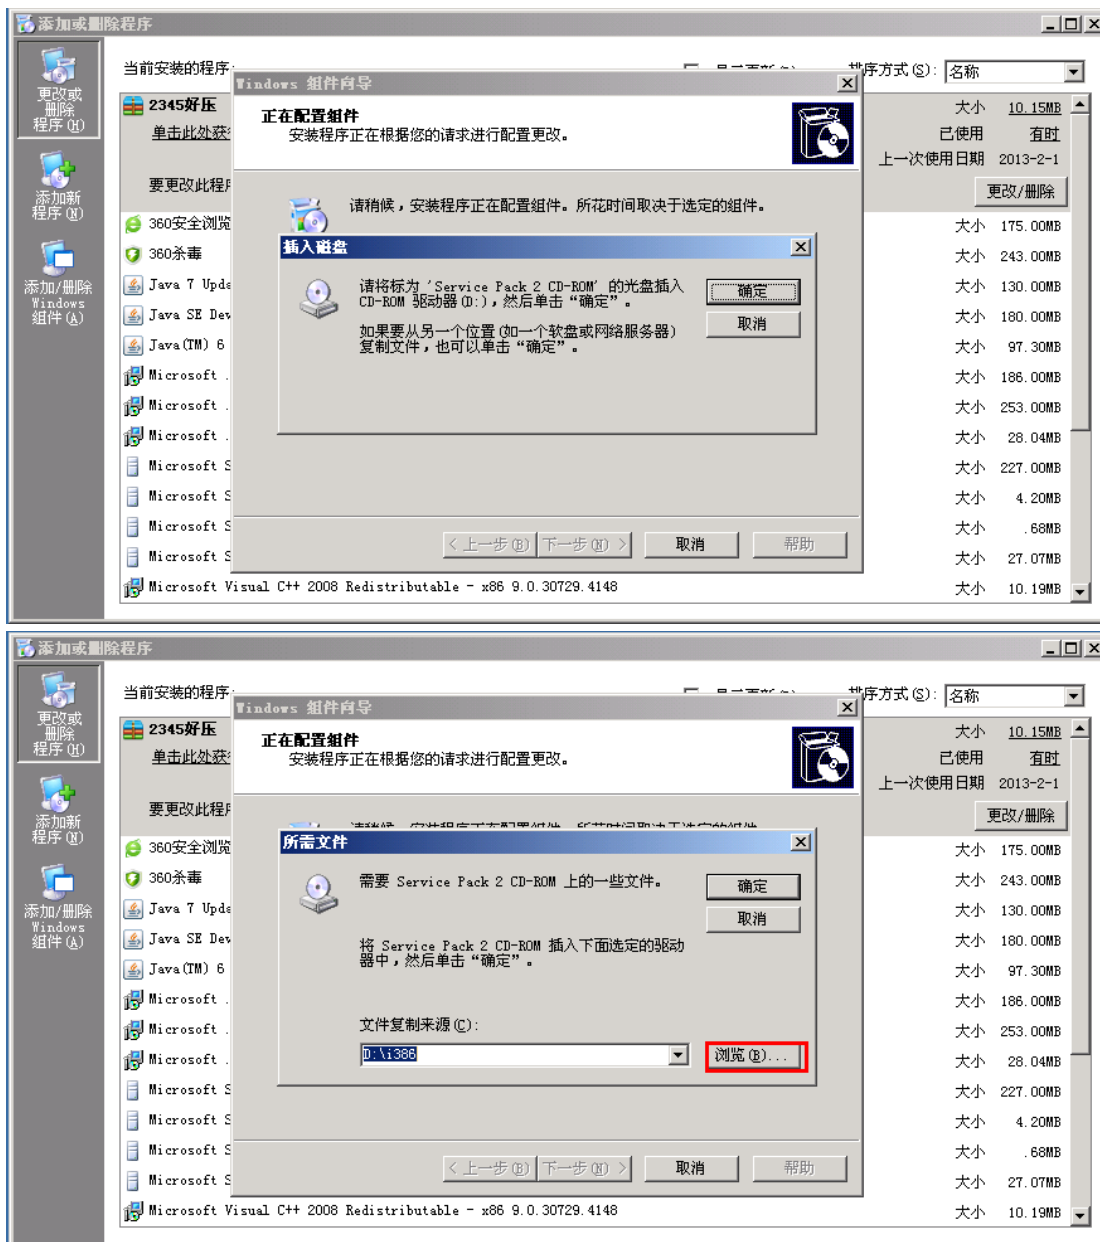 添加或删除程序
更改或
删除
程序(H)
添加新
程序(N)
添加/删除
Windows
组件(A)
当前安装的程序:
排序方式(S): 名称
2345好压
大小 10.15MB
单击此处获
已使用 有时
上一次使用日期 2013-2-1
要更改此程序
更改/删除
360安全浏览
大小 175.00MB
360杀毒
大小 243.00MB
Java 7 Upda
大小 130.00MB
Java SE Dev
大小 180.00MB
Java(TM) 6
大小 97.30MB
Microsoft .
大小 186.00MB
Microsoft .
大小 253.00MB
Microsoft .
大小 28.04MB
Microsoft S
大小 227.00MB
Microsoft S
大小 4.20MB
Microsoft S
大小 .68MB
Microsoft S
大小 27.07MB
Microsoft Visual C++ 2008 Redistributable - x86 9.0.30729.4148
大小 10.19MB
Windows 组件向导
正在配置组件
安装程序正在根据您的请求进行配置更改。
请稍候，安装程序正在配置组件。所花时间取决于选定的组件。
插入磁盘
请将标为 'Service Pack 2 CD-ROM' 的光盘插入
CD-ROM 驱动器(D:)，然后单击“确定”。
如果要从另一个位置(如一个软盘或网络服务器)
复制文件，也可以单击“确定”。
确定
取消
< 上一步(B) 下一步(N) > 取消 帮助
添加或删除程序
更改或
删除
程序(H)
添加新
程序(N)
添加/删除
Windows
组件(A)
当前安装的程序:
排序方式(S): 名称
2345好压
大小 10.15MB
单击此处获
已使用 有时
上一次使用日期 2013-2-1
要更改此程序
更改/删除
360安全浏览
大小 175.00MB
360杀毒
大小 243.00MB
Java 7 Upda
大小 130.00MB
Java SE Dev
大小 180.00MB
Java(TM) 6
大小 97.30MB
Microsoft .
大小 186.00MB
Microsoft .
大小 253.00MB
Microsoft .
大小 28.04MB
Microsoft S
大小 227.00MB
Microsoft S
大小 4.20MB
Microsoft S
大小 .68MB
Microsoft S
大小 27.07MB
Microsoft Visual C++ 2008 Redistributable - x86 9.0.30729.4148
大小 10.19MB
Windows 组件向导
正在配置组件
安装程序正在根据您的请求进行配置更改。
所需文件
需要 Service Pack 2 CD-ROM 上的一些文件。
将 Service Pack 2 CD-ROM 插入下面选定的驱动
器中，然后单击“确定”。
文件复制来源(C):
D:\i386
确定
取消
浏览(B)...
< 上一步(B) 下一步(N) > 取消 帮助